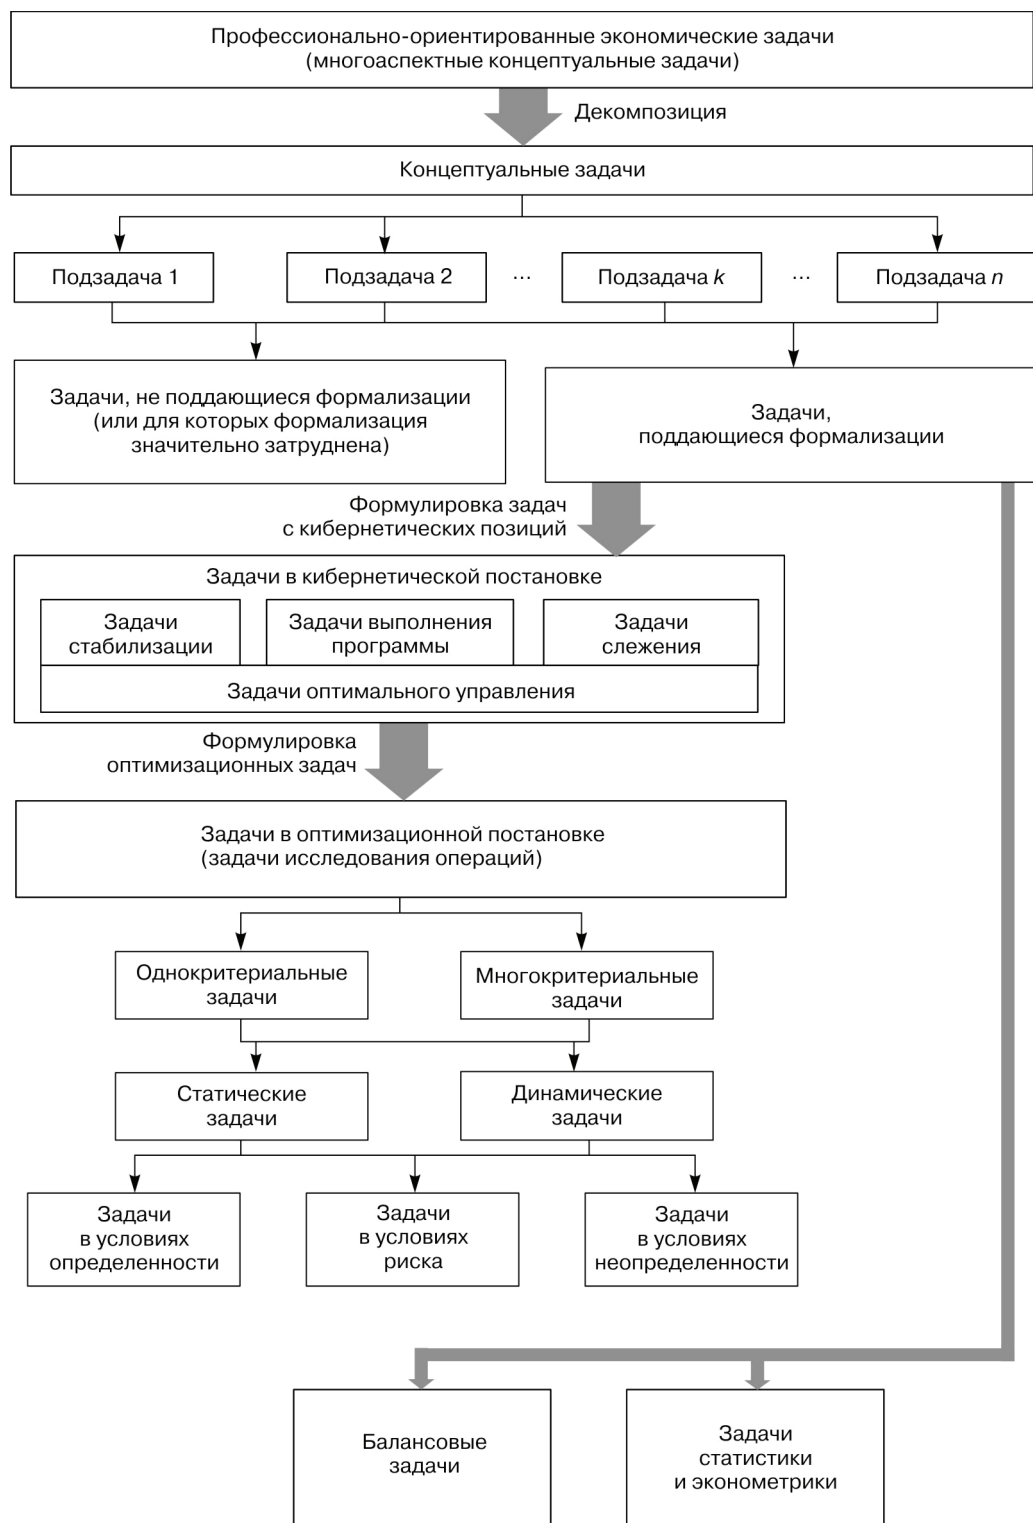 Профессионально-ориентированные экономические задачи
(многоаспектные концептуальные задачи)
Декомпозиция
Концептуальные задачи
Подзадача 1
Подзадача 2
...
Подзадача k
...
Подзадача n
Задачи, не поддающиеся формализации
(или для которых формализация
значительно затруднена)
Задачи,
поддающиеся формализации
Формулировка задач
с кибернетических позиций
Задачи в кибернетической постановке
Задачи
стабилизации
Задачи выполнения
программы
Задачи
слежения
Задачи оптимального управления
Формулировка
оптимизационных задач
Задачи в оптимизационной постановке
(задачи исследования операций)
Однокритериальные
задачи
Многокритериальные
задачи
Статические
задачи
Динамические
задачи
Задачи
в условиях
определенности
Задачи
в условиях
риска
Задачи
в условиях
неопределенности
Балансовые
задачи
Задачи
статистики
и эконометрики